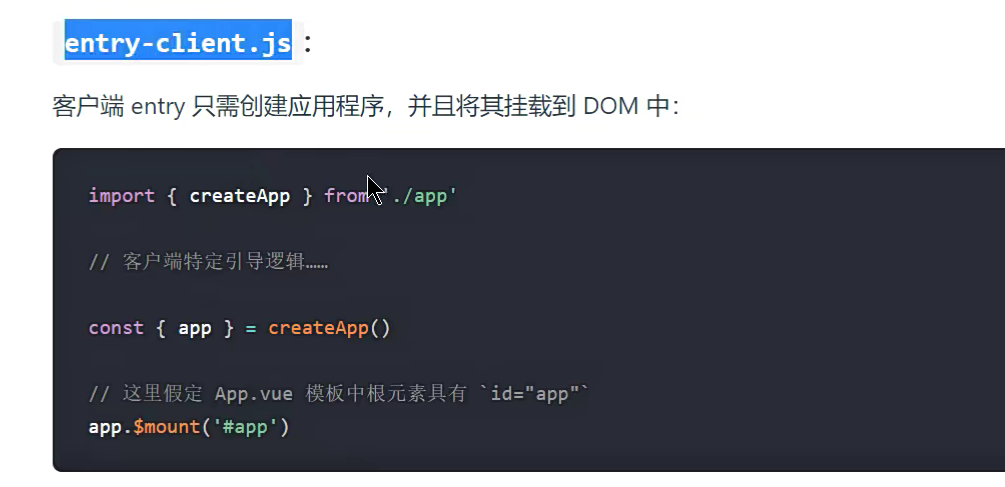 entry-client.js：
客户端 entry 只需创建应用程序，并且将其挂载到 DOM 中：
import { createApp } from './app'
// 客户端特定引导逻辑……
const { app } = createApp()
// 这里假定 App.vue 模板中根元素具有 `id="app"`
app.$mount('#app')